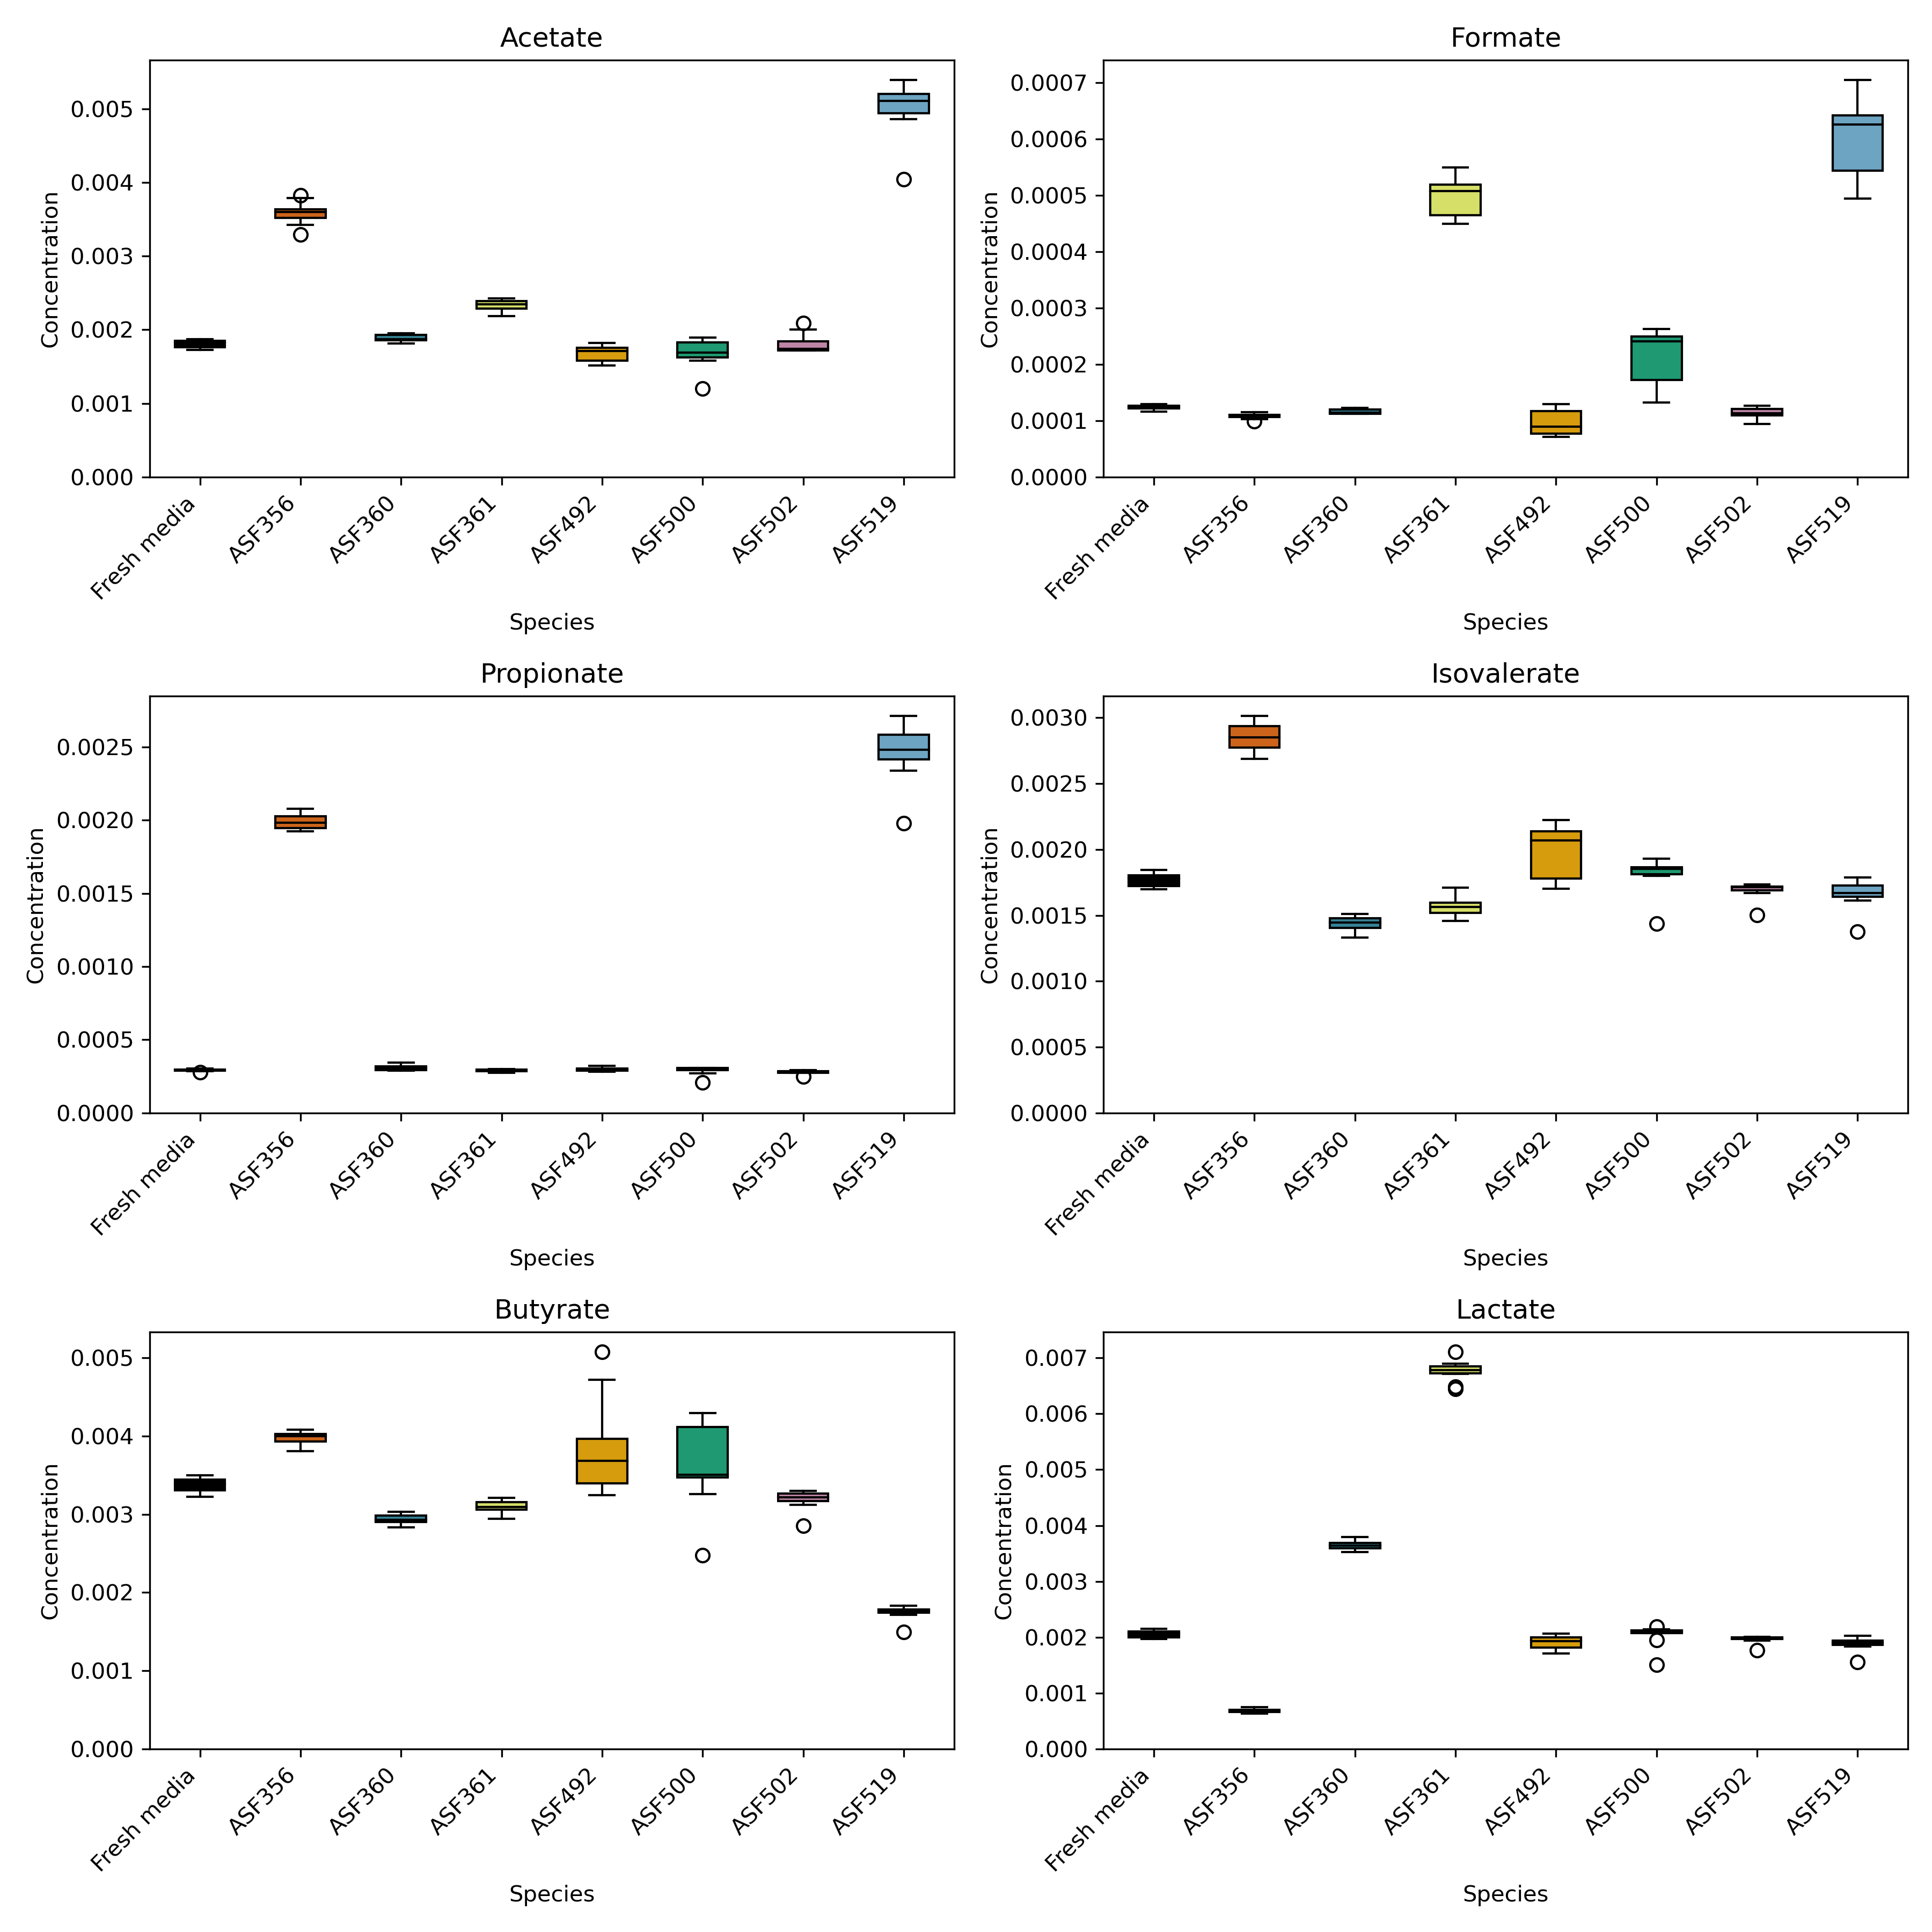 Acetate
Concentration
0.005
0.004
0.003
0.002
0.001
0.000
Fresh media
ASF356
ASF360
ASF361
ASF492
ASF500
ASF502
ASF519
Species
Formate
Concentration
0.0007
0.0006
0.0005
0.0004
0.0003
0.0002
0.0001
0.0000
Fresh media
ASF356
ASF360
ASF361
ASF492
ASF500
ASF502
ASF519
Species
Propionate
Concentration
0.0025
0.0020
0.0015
0.0010
0.0005
0.0000
Fresh media
ASF356
ASF360
ASF361
ASF492
ASF500
ASF502
ASF519
Species
Isovalerate
Concentration
0.0030
0.0025
0.0020
0.0015
0.0010
0.0005
0.0000
Fresh media
ASF356
ASF360
ASF361
ASF492
ASF500
ASF502
ASF519
Species
Butyrate
Concentration
0.005
0.004
0.003
0.002
0.001
0.000
Fresh media
ASF356
ASF360
ASF361
ASF492
ASF500
ASF502
ASF519
Species
Lactate
Concentration
0.007
0.006
0.005
0.004
0.003
0.002
0.001
0.000
Fresh media
ASF356
ASF360
ASF361
ASF492
ASF500
ASF502
ASF519
Species